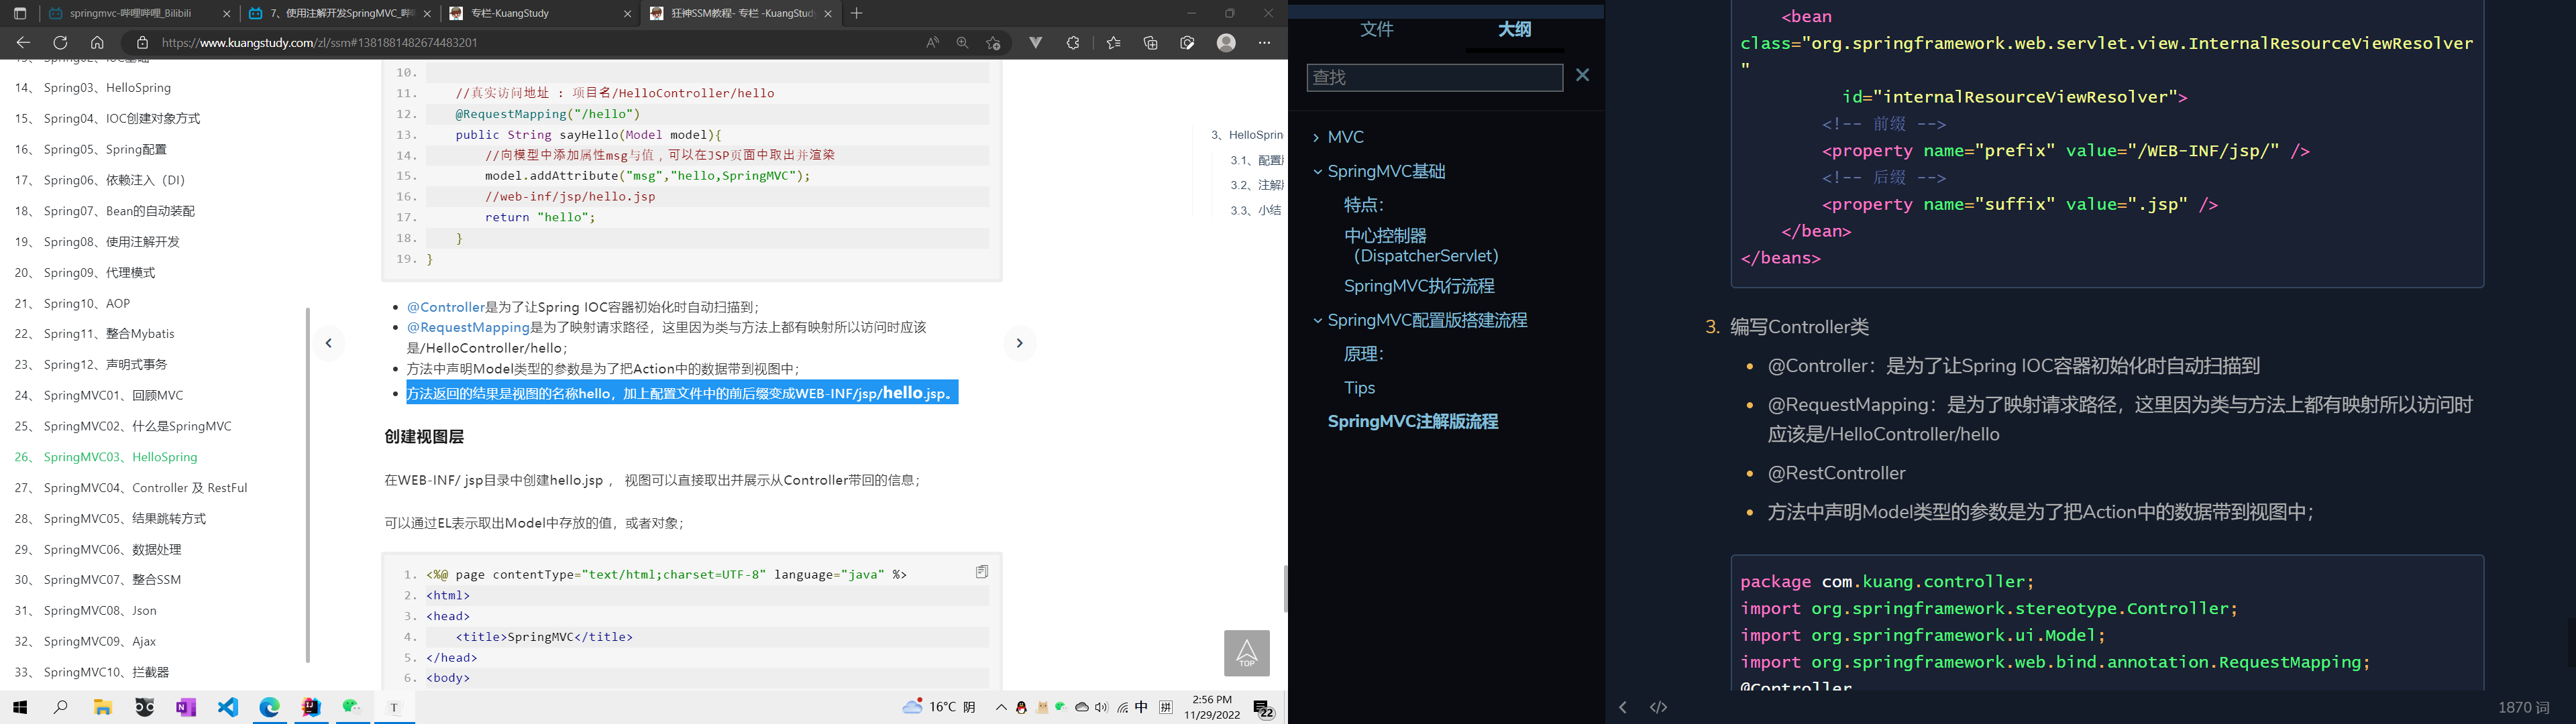 springmvc-哔哩哔哩_Bilibili
7、使用注解开发SpringMVC_哔
专栏-KuangStudy
狂神SSM教程- 专栏 -KuangStudy
https://www.kuangstudy.com/zl/ssm#1381881482674483201
14、 Spring03、HelloSpring
15、 Spring04、IOC创建对象方式
16、 Spring05、Spring配置
17、 Spring06、依赖注入（DI）
18、 Spring07、Bean的自动装配
19、 Spring08、使用注解开发
20、 Spring09、代理模式
21、 Spring10、AOP
22、 Spring11、整合Mybatis
23、 Spring12、声明式事务
24、 SpringMVC01、回顾MVC
25、 SpringMVC02、什么是SpringMVC
26、 SpringMVC03、HelloSpring
27、 SpringMVC04、Controller 及 RestFul
28、 SpringMVC05、结果跳转方式
29、 SpringMVC06、数据处理
30、 SpringMVC07、整合SSM
31、 SpringMVC08、Json
32、 SpringMVC09、Ajax
33、 SpringMVC10、拦截器
10.
11. //真实访问地址 : 项目名/HelloController/hello
12. @RequestMapping("/hello")
13. public String sayHello(Model model){
14. //向模型中添加属性msg与值，可以在JSP页面中取出并渲染
15. model.addAttribute("msg","hello,SpringMVC");
16. //web-inf/jsp/hello.jsp
17. return "hello";
18. }
19. }
@Controller是为了让Spring IOC容器初始化时自动扫描到；
@RequestMapping是为了映射请求路径，这里因为类与方法上都有映射所以访问时应该
是/HelloController/hello；
方法中声明Model类型的参数是为了把Action中的数据带到视图中；
方法返回的结果是视图的名称hello，加上配置文件中的前后缀变成WEB-INF/jsp/hello.jsp。
创建视图层
在WEB-INF/ jsp目录中创建hello.jsp ， 视图可以直接取出并展示从Controller带回的信息；
可以通过EL表示取出Model中存放的值，或者对象；
1. <%@ page contentType="text/html;charset=UTF-8" language="java" %>
2. <html>
3. <head>
4. <title>SpringMVC</title>
5. </head>
6. <body>
3、HelloSprin
3.1、配置
3.2、注解
3.3、小结
TOP
16°C 阴
中
拼
2:56 PM
11/29/2022
22
文件
大纲
查找
MVC
SpringMVC基础
特点：
中心控制器
（DispatcherServlet）
SpringMVC执行流程
SpringMVC配置版搭建流程
原理：
Tips
SpringMVC注解版流程
<bean
class="org.springframework.web.servlet.view.InternalResourceViewResolver
"
id="internalResourceViewResolver">
<!-- 前缀 -->
<property name="prefix" value="/WEB-INF/jsp/" />
<!-- 后缀 -->
<property name="suffix" value=".jsp" />
</bean>
</beans>
3. 编写Controller类
@Controller：是为了让Spring IOC容器初始化时自动扫描到
@RequestMapping：是为了映射请求路径，这里因为类与方法上都有映射所以访问时
应该是/HelloController/hello
@RestController
方法中声明Model类型的参数是为了把Action中的数据带到视图中；
package com.kuang.controller;
import org.springframework.stereotype.Controller;
import org.springframework.ui.Model;
import org.springframework.web.bind.annotation.RequestMapping;
@Controller
1870 词